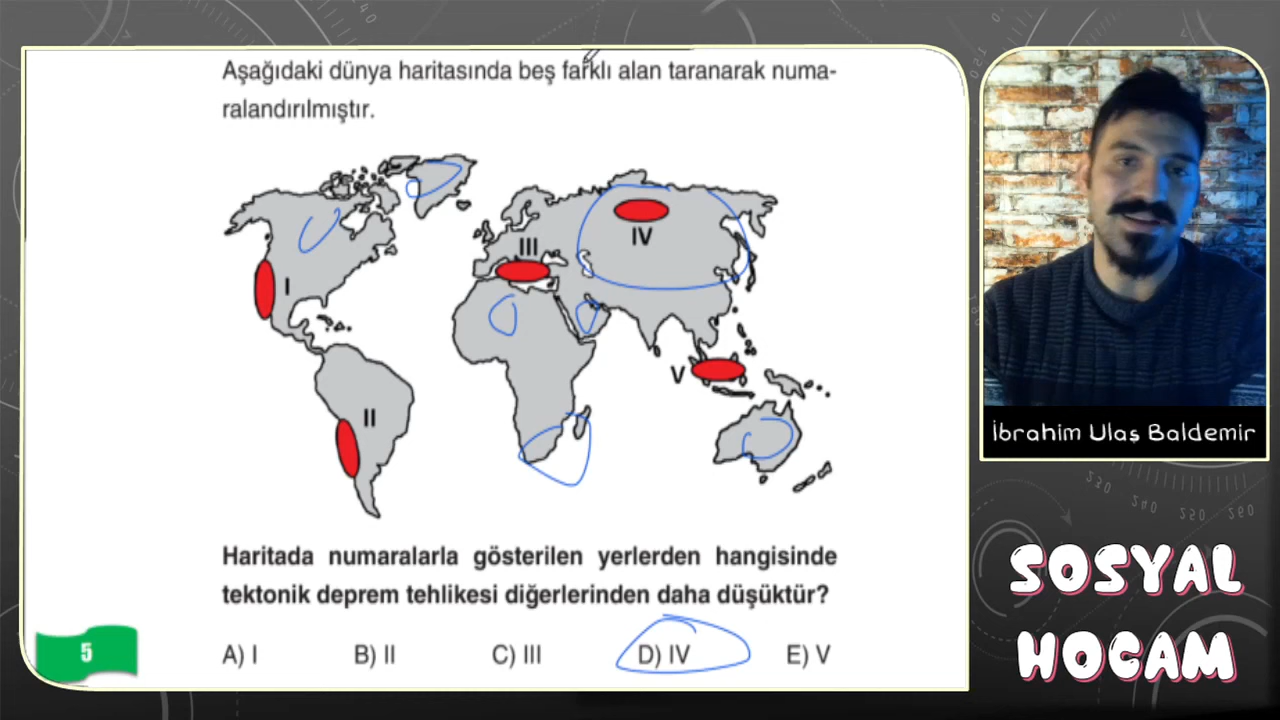 Aşağıdaki dünya haritasında beş farklı alan taranarak numa-
ralandırılmıştır.
I
II
III
IV
V
Haritada numaralarla gösterilen yerlerden hangisinde
tektonik deprem tehlikesi diğerlerinden daha düşüktür?
A) I B) II C) III D) IV E) V
5
İbrahim Ulaş Baldemir
SOSYAL
HOCAM